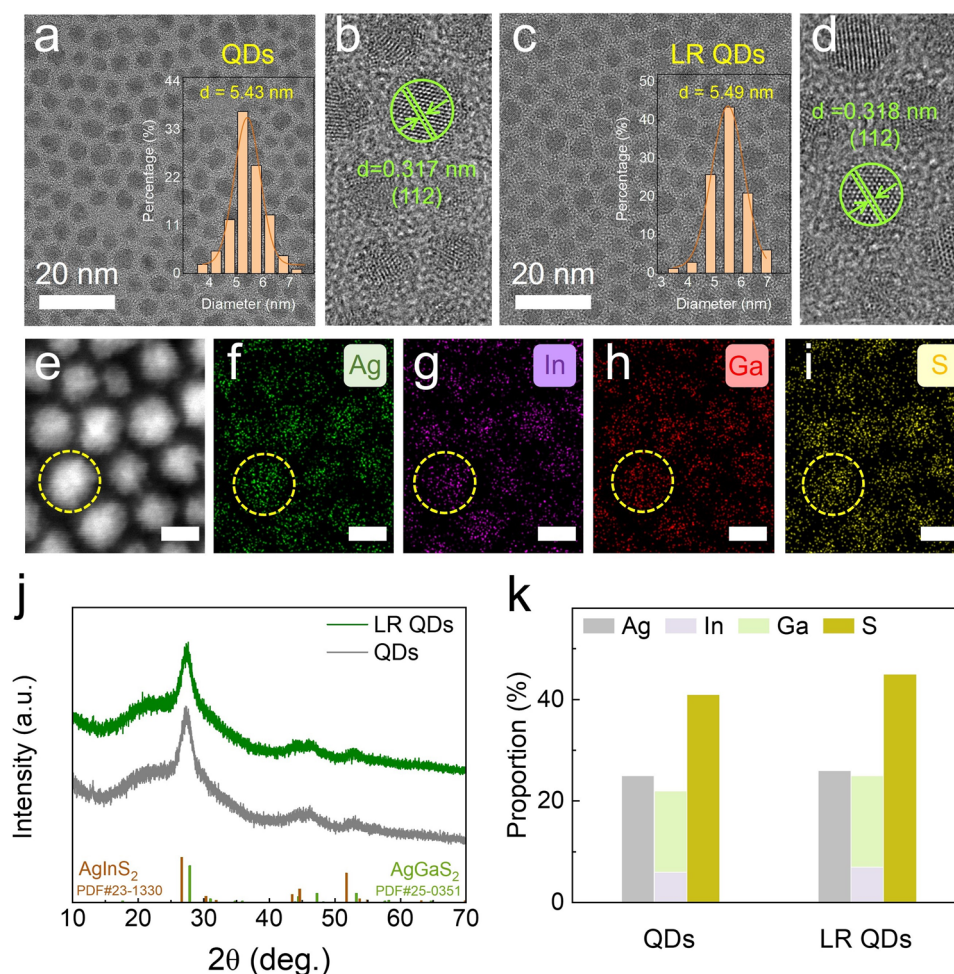 a
QDs
d = 5.43 nm
44
33
22
11
0
Percentage (%)
4 5 6 7
Diameter (nm)
20 nm
b
d=0.317 nm
(112)
c
LR QDs
d = 5.49 nm
50
40
30
20
10
0
Percentage (%)
3 4 5 6 7
Diameter (nm)
20 nm
d
d=0.318 nm
(112)
e
f
Ag
g
In
h
Ga
i
S
j
LR QDs
QDs
Intensity (a.u.)
AgInS2
PDF#23-1330
AgGaS2
PDF#25-0351
10 20 30 40 50 60 70
2θ (deg.)
k
Ag In Ga S
Proportion (%)
40
20
0
QDs LR QDs